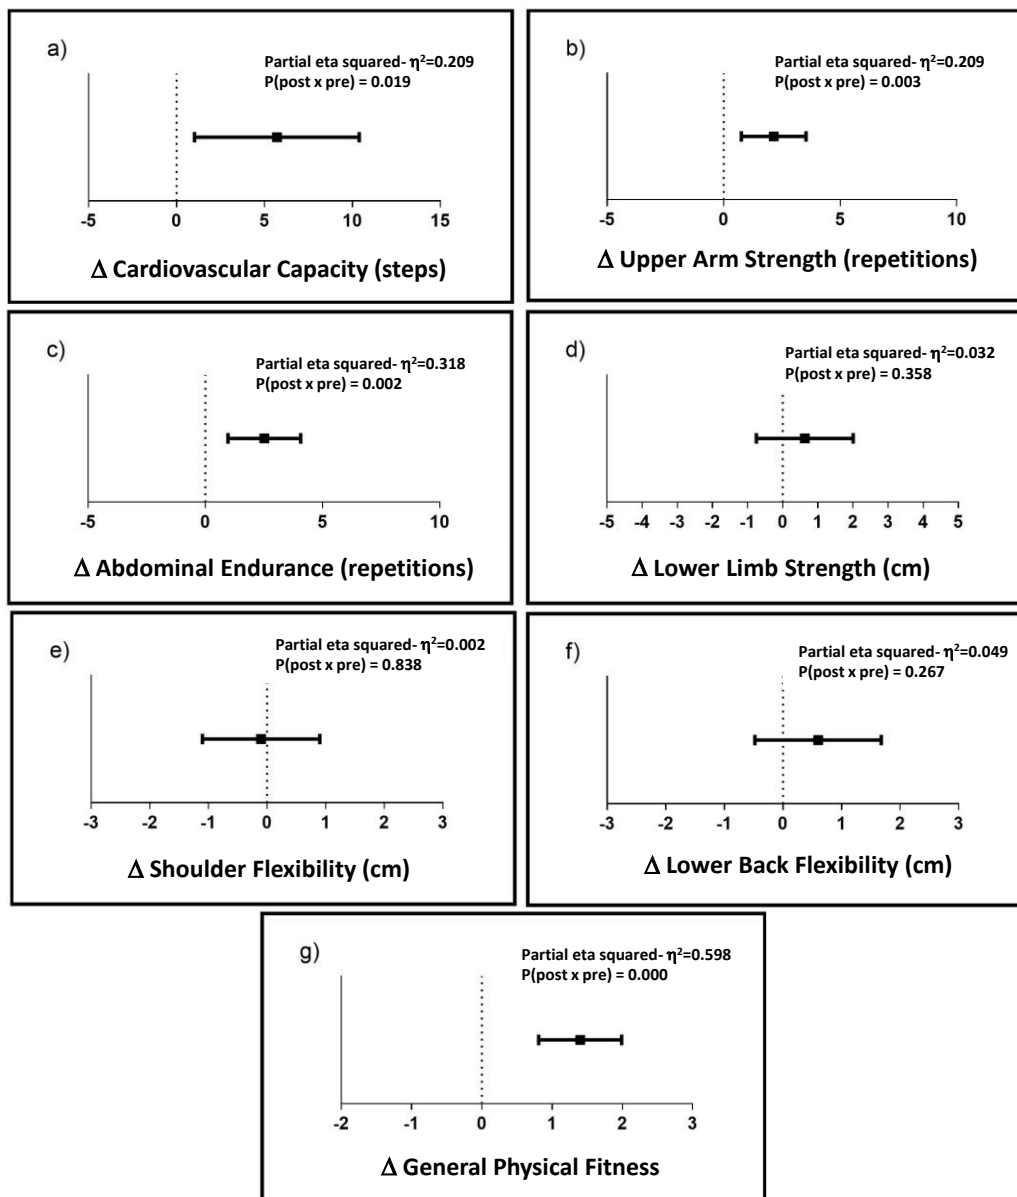 a)
Partial eta squared- η²=0.209
P(post x pre) = 0.019
-5 0 5 10 15
Δ Cardiovascular Capacity (steps)
b)
Partial eta squared- η²=0.209
P(post x pre) = 0.003
-5 0 5 10
Δ Upper Arm Strength (repetitions)
c)
Partial eta squared- η²=0.318
P(post x pre) = 0.002
-5 0 5 10
Δ Abdominal Endurance (repetitions)
d)
Partial eta squared- η²=0.032
P(post x pre) = 0.358
-5 -4 -3 -2 -1 0 1 2 3 4 5
Δ Lower Limb Strength (cm)
e)
Partial eta squared- η²=0.002
P(post x pre) = 0.838
-3 -2 -1 0 1 2 3
Δ Shoulder Flexibility (cm)
f)
Partial eta squared- η²=0.049
P(post x pre) = 0.267
-3 -2 -1 0 1 2 3
Δ Lower Back Flexibility (cm)
g)
Partial eta squared- η²=0.598
P(post x pre) = 0.000
-2 -1 0 1 2 3
Δ General Physical Fitness